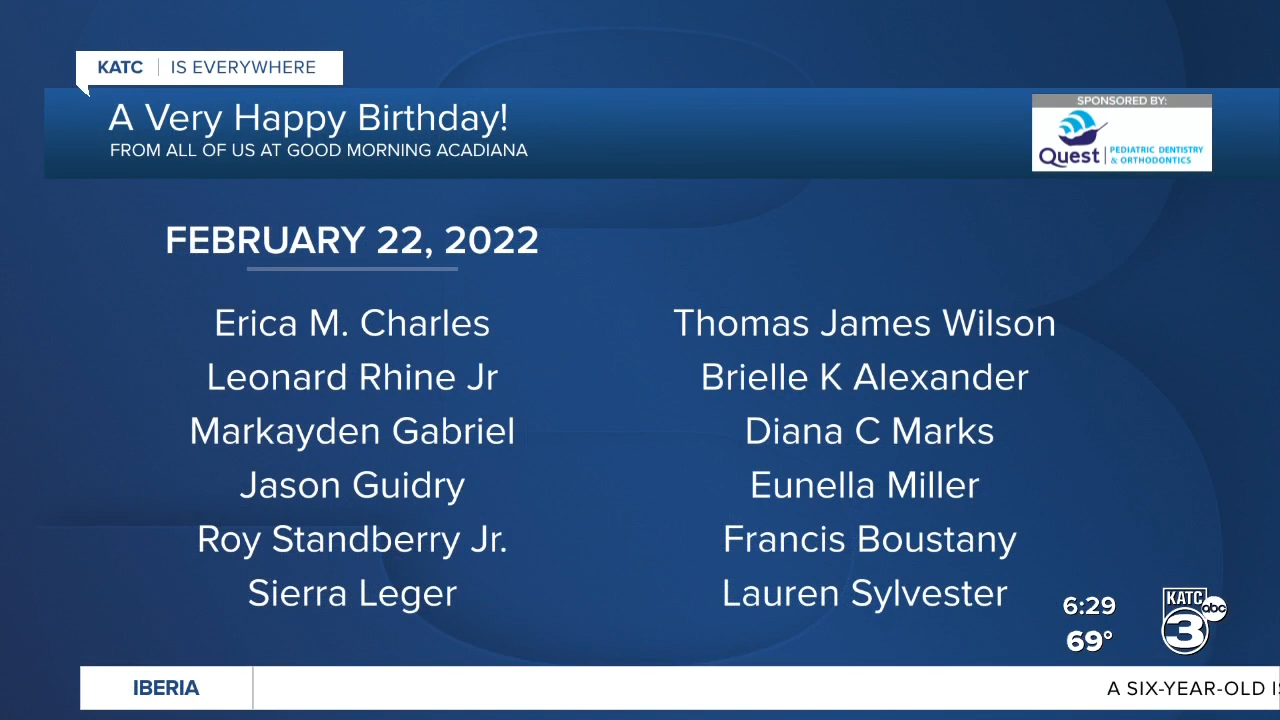 KATC | IS EVERYWHERE
A Very Happy Birthday!
FROM ALL OF US AT GOOD MORNING ACADIANA
SPONSORED BY:
Quest | PEDIATRIC DENTISTRY
& ORTHODONTICS
FEBRUARY 22, 2022
Erica M. Charles
Leonard Rhine Jr
Markayden Gabriel
Jason Guidry
Roy Standberry Jr.
Sierra Leger
Thomas James Wilson
Brielle K Alexander
Diana C Marks
Eunella Miller
Francis Boustany
Lauren Sylvester
6:29
69°
KATC
abc
3
IBERIA
A SIX-YEAR-OLD